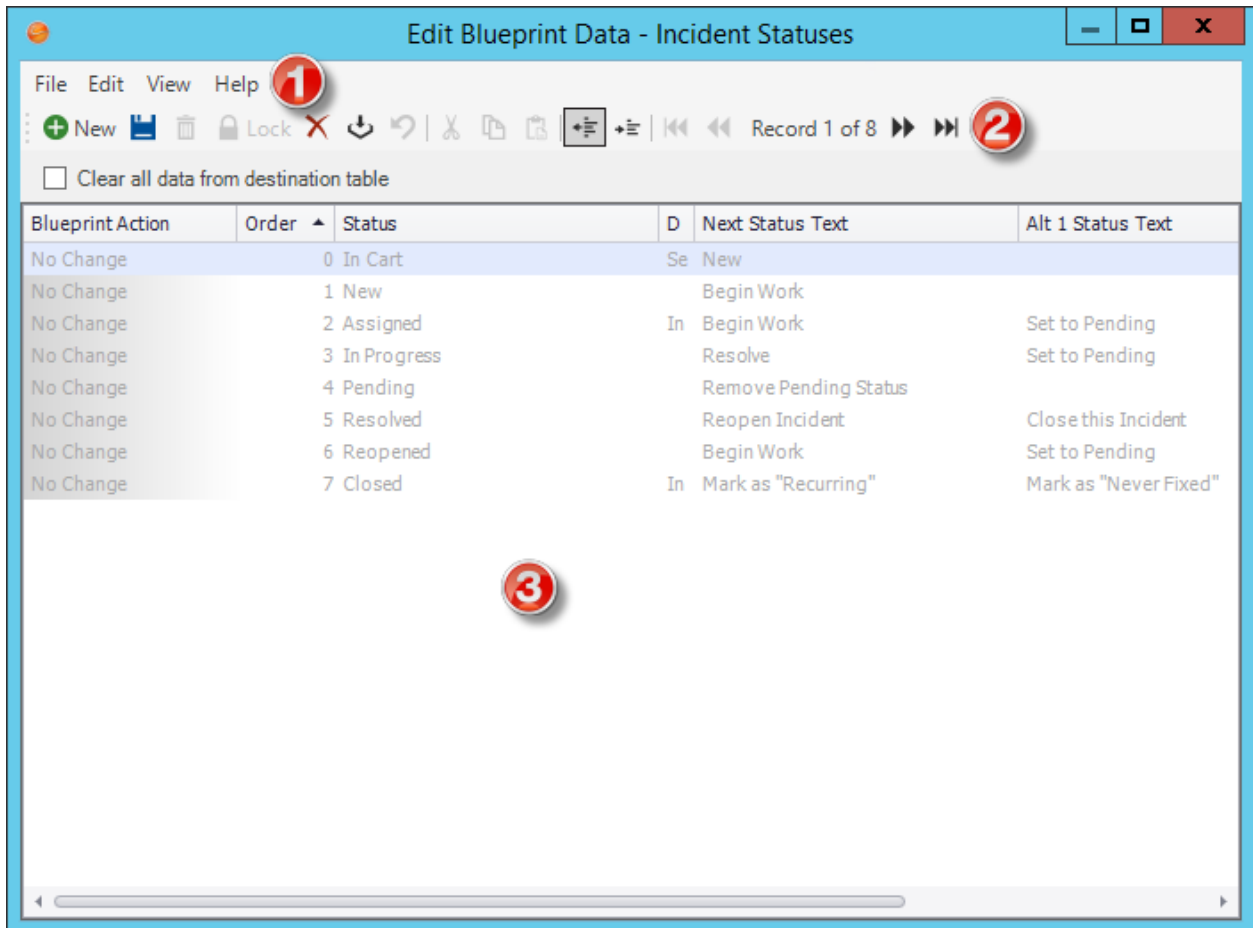 Edit Blueprint Data - Incident Statuses
File Edit View Help 1
New Lock Record 1 of 8 2
Clear all data from destination table
Blueprint Action Order Status D Next Status Text Alt 1 Status Text
No Change 0 In Cart Se New
No Change 1 New Begin Work
No Change 2 Assigned In Begin Work Set to Pending
No Change 3 In Progress Resolve Set to Pending
No Change 4 Pending Remove Pending Status
No Change 5 Resolved Reopen Incident Close this Incident
No Change 6 Reopened Begin Work Set to Pending
No Change 7 Closed In Mark as "Recurring" Mark as "Never Fixed"
3